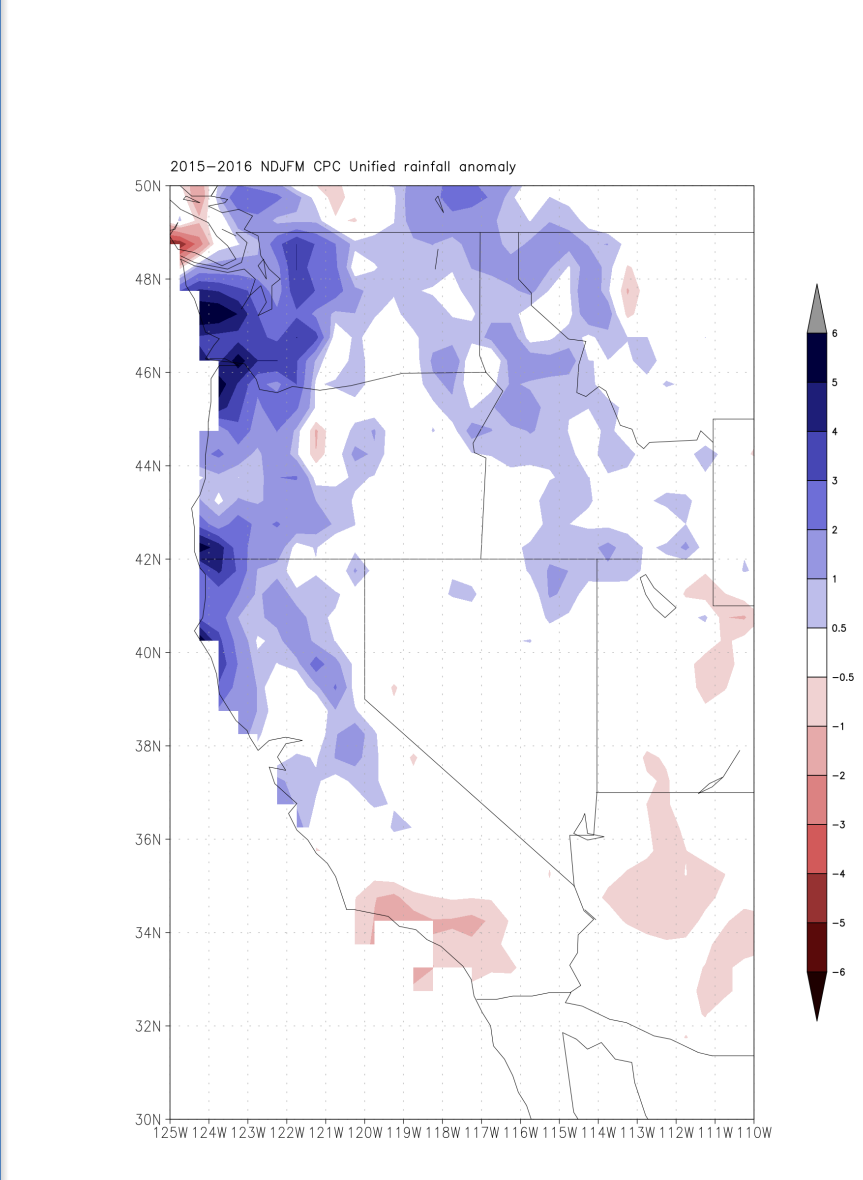 2015-2016 NDJFM CPC Unified rainfall anomaly
50N
48N
46N
44N
42N
40N
38N
36N
34N
32N
30N
125W 124W 123W 122W 121W 120W 119W 118W 117W 116W 115W 114W 113W 112W 111W 110W
6
5
4
3
2
1
0.5
-0.5
-1
-2
-3
-4
-5
-6